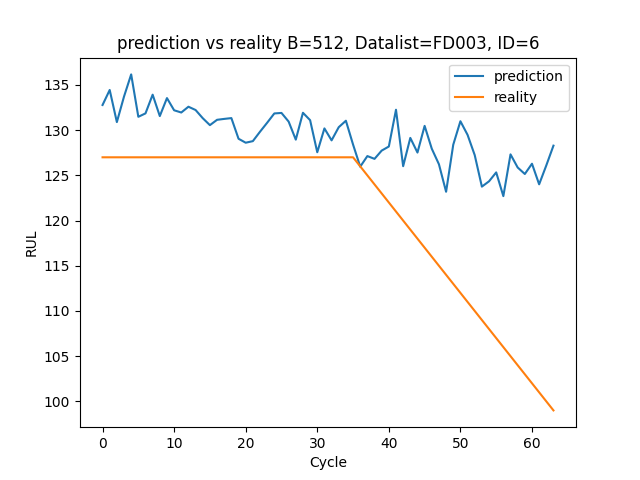 prediction vs reality B=512, Datalist=FD003, ID=6
prediction
reality
135
130
125
120
115
110
105
100
RUL
0 10 20 30 40 50 60
Cycle